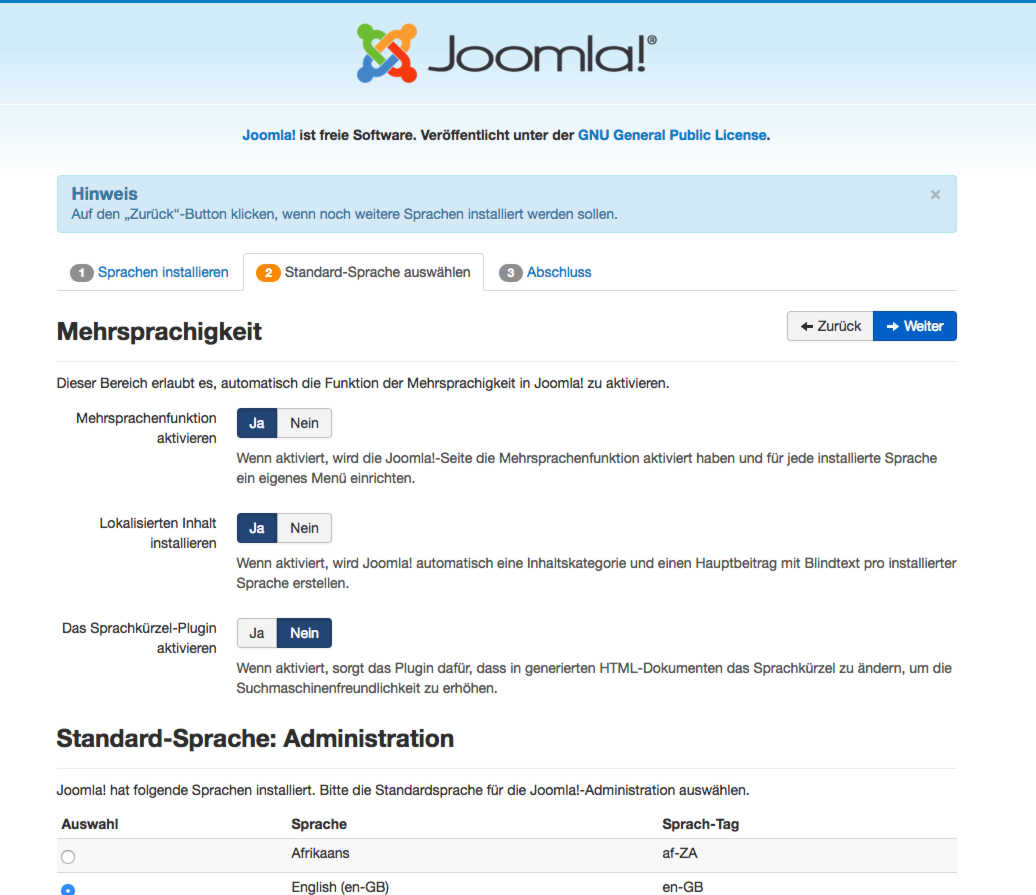 Joomla!®
Joomla! ist freie Software. Veröffentlicht unter der GNU General Public License.
Hinweis
×
Auf den „Zurück“-Button klicken, wenn noch weitere Sprachen installiert werden sollen.
1 Sprachen installieren 2 Standard-Sprache auswählen 3 Abschluss
Mehrsprachigkeit
Zurück Weiter
Dieser Bereich erlaubt es, automatisch die Funktion der Mehrspachigkeit in Joomla! zu aktivieren.
Mehrsprachenfunktion
aktivieren
Ja Nein
Wenn aktiviert, wird die Joomla!-Seite die Mehrsprachenfunktion aktiviert haben und für jede installierte Sprache
ein eigenes Menü einrichten.
Lokalisierten Inhalt
installieren
Ja Nein
Wenn aktiviert, wird Joomla! automatisch eine Inhaltskategorie und einen Hauptbeitrag mit Blindtext pro installierter
Sprache erstellen.
Das Sprachkürzel-Plugin
aktivieren
Ja Nein
Wenn aktiviert, sorgt das Plugin dafür, dass in generierten HTML-Dokumenten das Sprachkürzel zu ändern, um die
Suchmaschinenfreundlichkeit zu erhöhen.
Standard-Sprache: Administration
Joomla! hat folgende Sprachen installiert. Bitte die Standardsprache für die Joomla!-Administration auswählen.
Auswahl Sprache Sprach-Tag
Afrikaans af-ZA
English (en-GB) en-GB